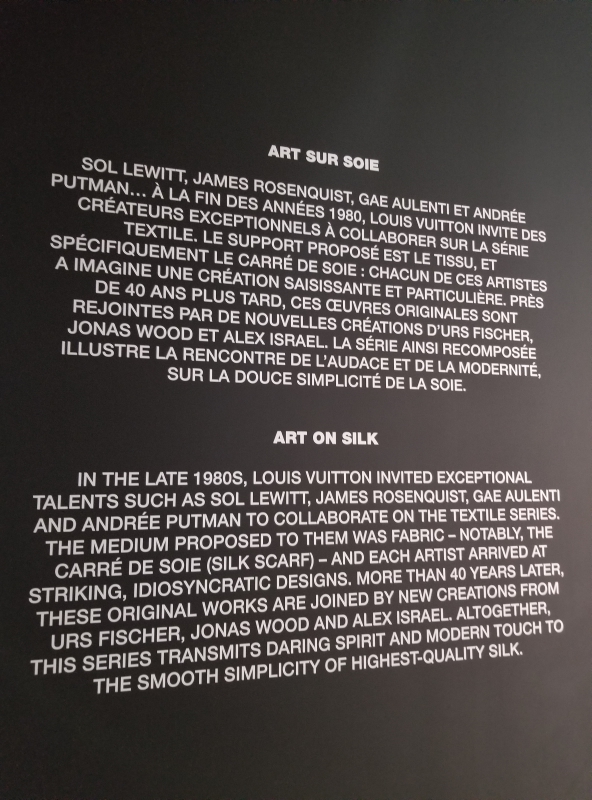 ART SUR SOIE
SOL LEWITT, JAMES ROSENQUIST, GAE AULENTI ET ANDRÉE
PUTMAN... À LA FIN DES ANNÉES 1980, LOUIS VUITTON INVITE DES
CRÉATEURS EXCEPTIONNELS À COLLABORER SUR LA SÉRIE
TEXTILE. LE SUPPORT PROPOSÉ EST LE TISSU, ET
SPÉCIFIQUEMENT LE CARRÉ DE SOIE : CHACUN DE CES ARTISTES
A IMAGINE UNE CRÉATION SAISISSANTE ET PARTICULIÈRE. PRÈS
DE 40 ANS PLUS TARD, CES ŒUVRES ORIGINALES SONT
REJOINTES PAR DE NOUVELLES CRÉATIONS D'URS FISCHER,
JONAS WOOD ET ALEX ISRAEL. LA SÉRIE AINSI RECOMPOSÉE
ILLUSTRE LA RENCONTRE DE L'AUDACE ET DE LA MODERNITÉ,
SUR LA DOUCE SIMPLICITÉ DE LA SOIE.
ART ON SILK
IN THE LATE 1980S, LOUIS VUITTON INVITED EXCEPTIONAL
TALENTS SUCH AS SOL LEWITT, JAMES ROSENQUIST, GAE AULENTI
AND ANDRÉE PUTMAN TO COLLABORATE ON THE TEXTILE SERIES.
THE MEDIUM PROPOSED TO THEM WAS FABRIC – NOTABLY, THE
CARRÉ DE SOIE (SILK SCARF) – AND EACH ARTIST ARRIVED AT
STRIKING, IDIOSYNCRATIC DESIGNS. MORE THAN 40 YEARS LATER,
THESE ORIGINAL WORKS ARE JOINED BY NEW CREATIONS FROM
URS FISCHER, JONAS WOOD AND ALEX ISRAEL. ALTOGETHER,
THIS SERIES TRANSMITS DARING SPIRIT AND MODERN TOUCH TO
THE SMOOTH SIMPLICITY OF HIGHEST-QUALITY SILK.